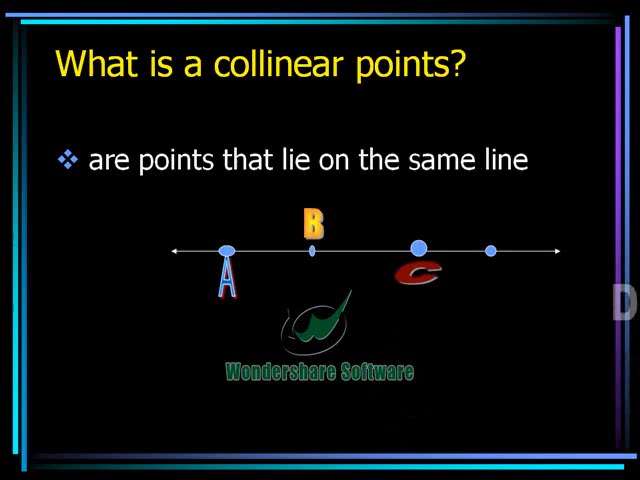 What is a collinear points?
are points that lie on the same line
B
A
C
D
Wondershare Software